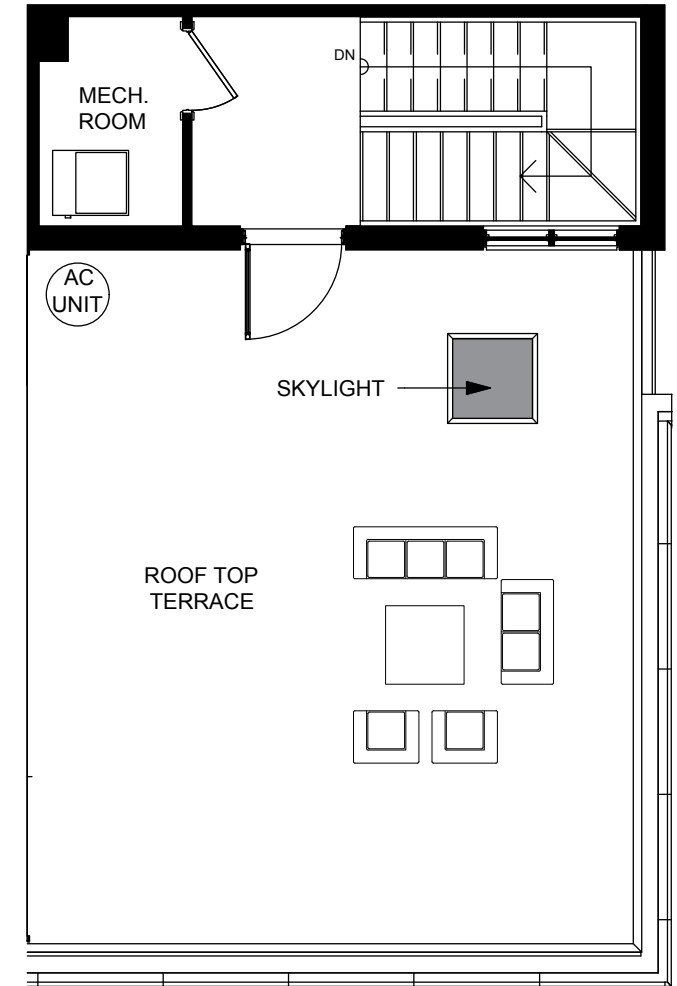 DN
MECH.
ROOM
AC
UNIT
SKYLIGHT
ROOF TOP
TERRACE